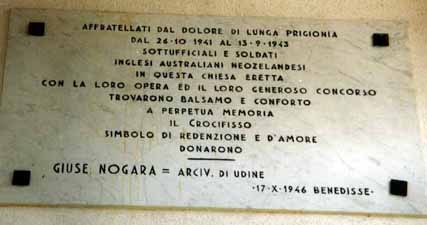 AFFRATELLATI DAL DOLORE DI LUNGA PRIGIONIA
DAL 26-10 1941 AL 13-9-1943
SOTTUFFICIALI E SOLDATI
INGLESI AUSTRALIANI NEOZELANDESI
IN QUESTA CHIESA ERETTA
CON LA LORO OPERA ED IL LORO GENEROSO CONCORSO
TROVARONO BALSAMO E CONFORTO
A PERPETUA MEMORIA
IL CROCIFISSO
SIMBOLO DI REDENZIONE E D'AMORE
DONARONO
GIUSE. NOGARA = ARCIV. DI UDINE
-17-X-1946 BENEDISSE-